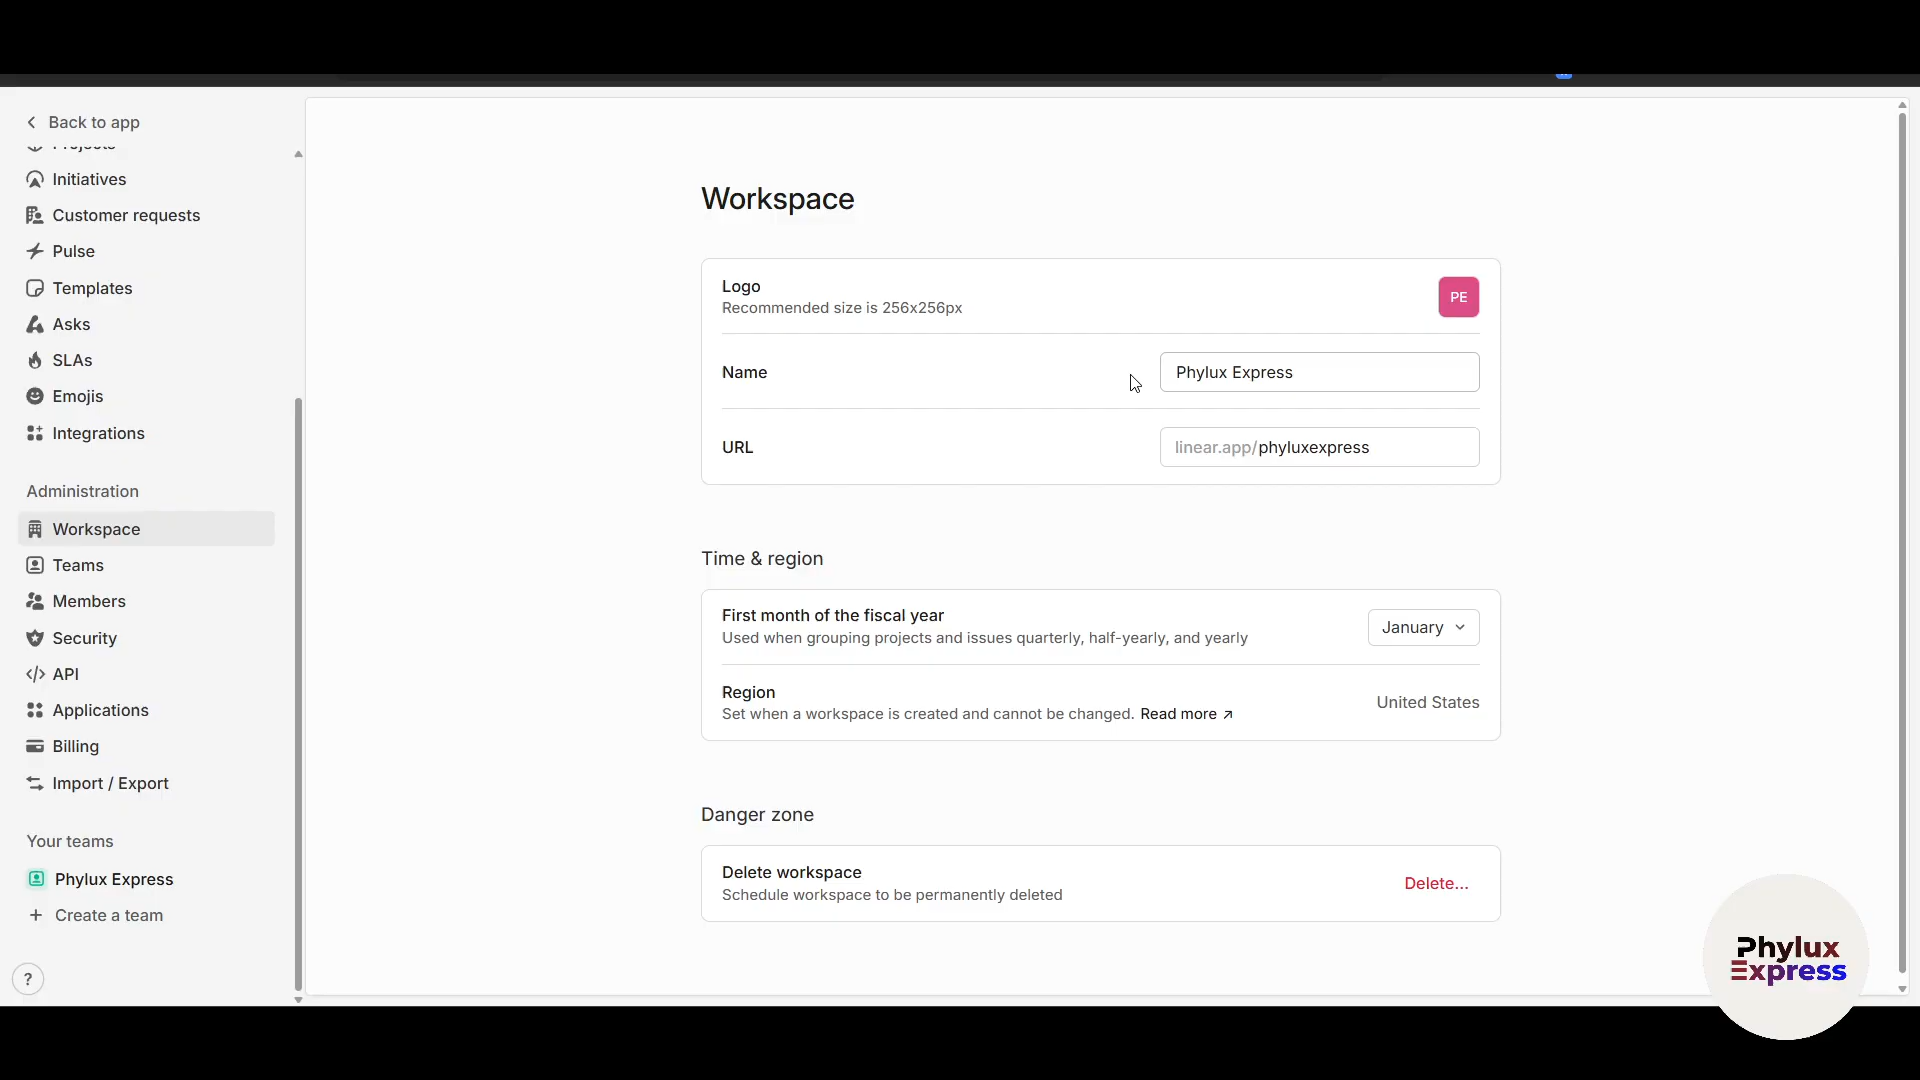 Back to app
Projects
Initiatives
Customer requests
Pulse
Templates
Asks
SLAs
Emojis
Integrations
Administration
Workspace
Teams
Members
Security
API
Applications
Billing
Import / Export
Your teams
Phylux Express
Create a team
?
Workspace
Logo
Recommended size is 256x256px
PE
Name
Phylux Express
URL
linear.app/phyluxexpress
Time & region
First month of the fiscal year
Used when grouping projects and issues quarterly, half-yearly, and yearly
January
Region
Set when a workspace is created and cannot be changed. Read more ↗
United States
Danger zone
Delete workspace
Schedule workspace to be permanently deleted
Delete...
Phylux
Express